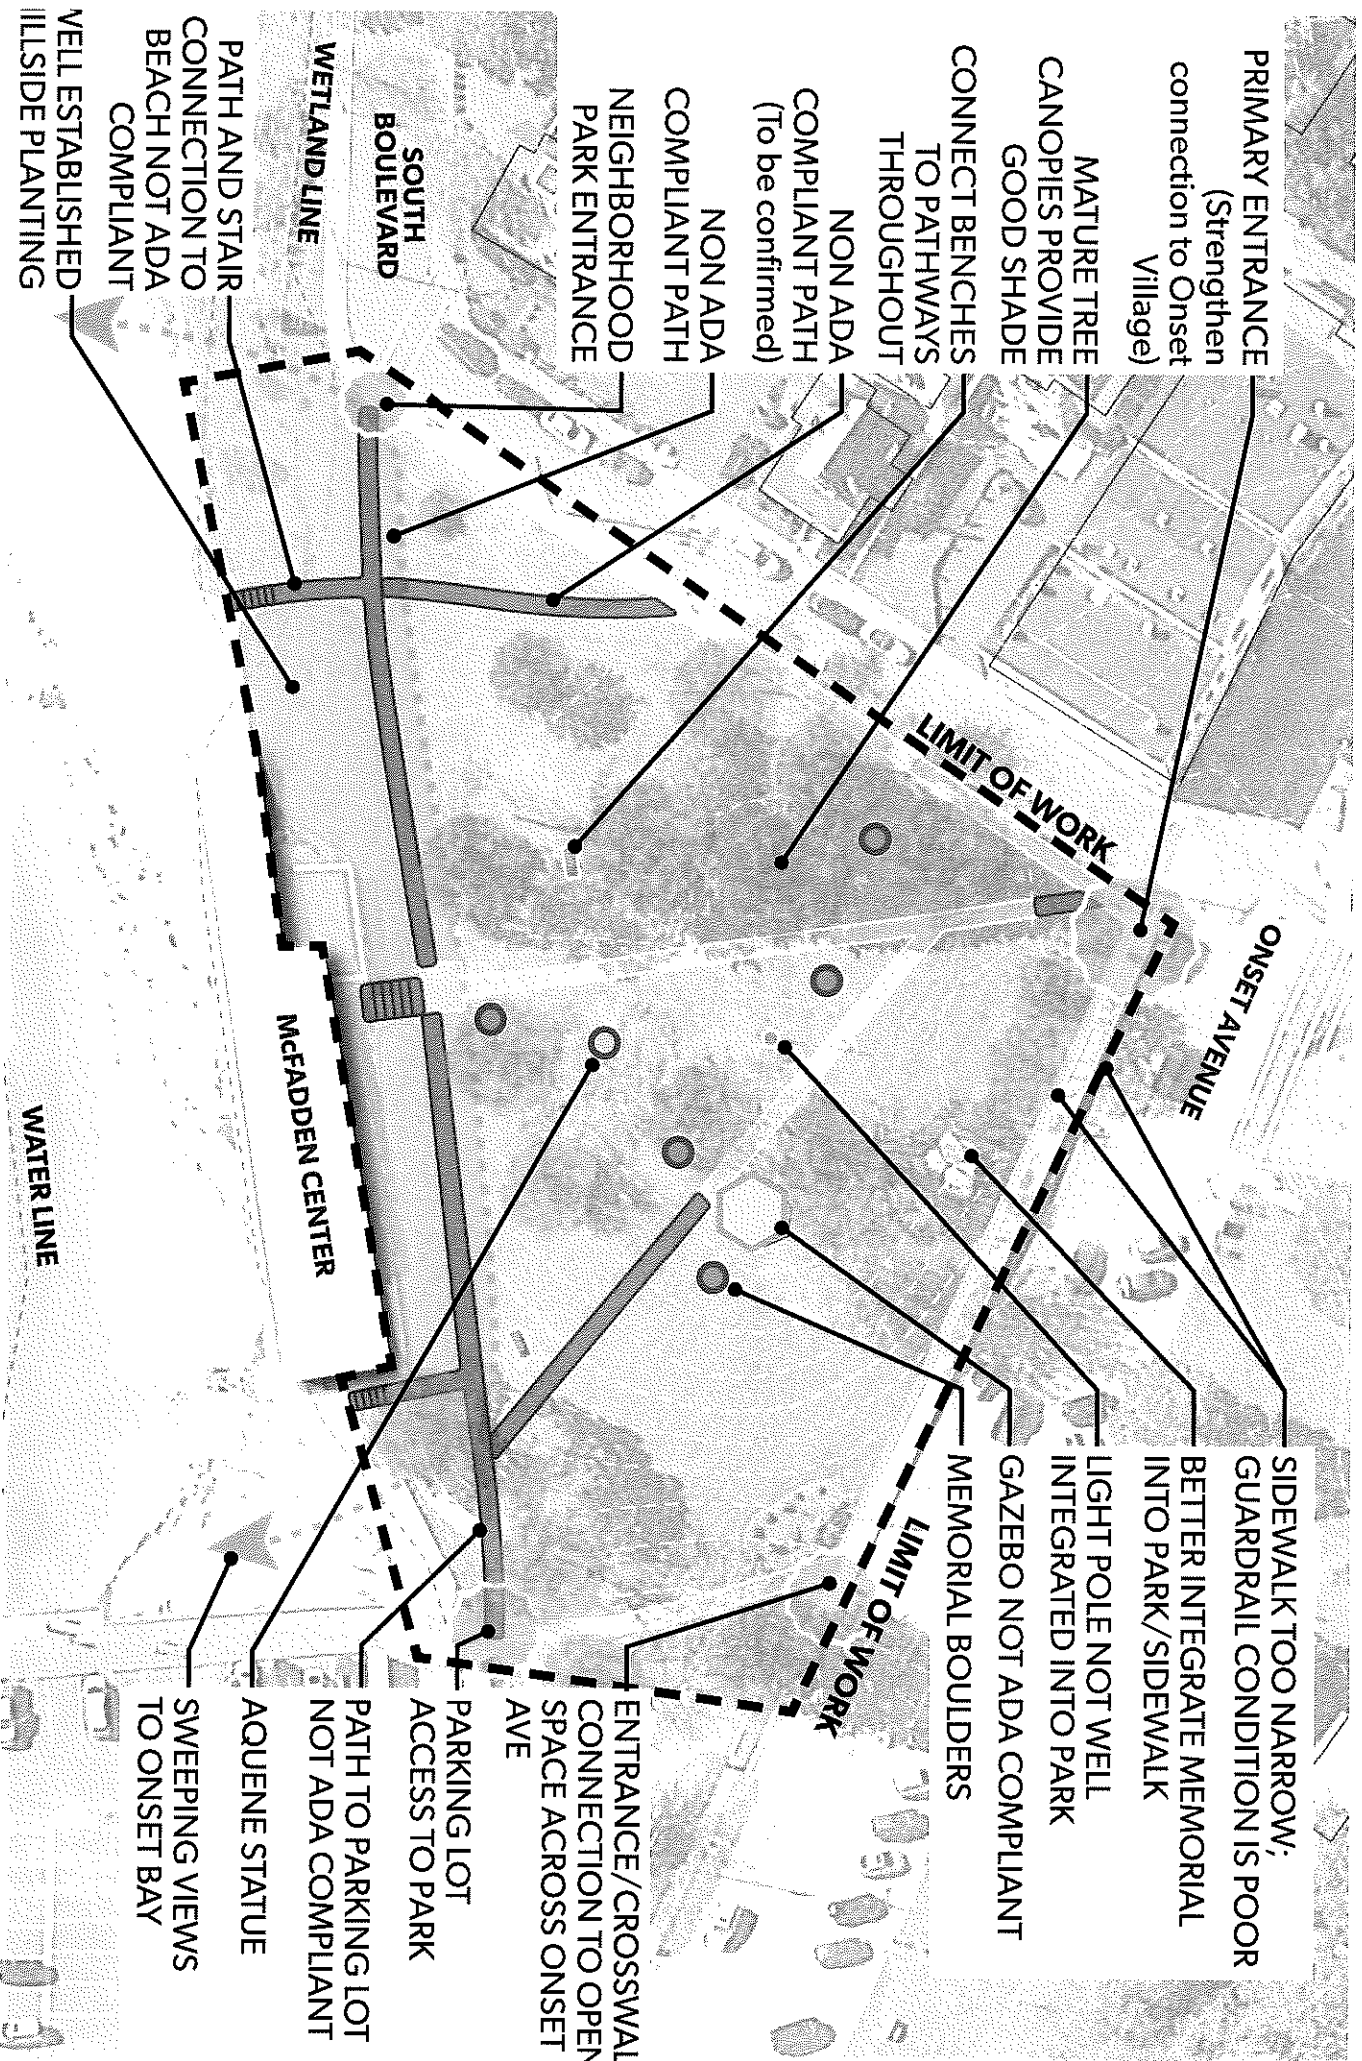 PRIMARY ENTRANCE
(Strengthen
connection to Onset
Village)
MATURE TREE
CANOPIES PROVIDE
GOOD SHADE
CONNECT BENCHES
TO PATHWAYS
THROUGHOUT
NON ADA
COMPLIANT PATH
(To be confirmed)
NON ADA
COMPLIANT PATH
NEIGHBORHOOD
PARK ENTRANCE
SOUTH
BOULEVARD
WETLAND LINE
PATH AND STAIR
CONNECTION TO
BEACH NOT ADA
COMPLIANT
WELL ESTABLISHED
ILLSIDE PLANTING
LIMIT OF WORK
ONSET AVENUE
McFADDEN CENTER
WATER LINE
SIDEWALK TOO NARROW;
GUARDRAIL CONDITION IS POOR
BETTER INTEGRATE MEMORIAL
INTO PARK/SIDEWALK
LIGHT POLE NOT WELL
INTEGRATED INTO PARK
GAZEBO NOT ADA COMPLIANT
MEMORIAL BOULDERS
LIMIT OF WORK
ENTRANCE/CROSSWAL
CONNECTION TO OPEN
SPACE ACROSS ONSET
AVE
PARKING LOT
ACCESS TO PARK
PATH TO PARKING LOT
NOT ADA COMPLIANT
AQUENE STATUE
SWEEPING VIEWS
TO ONSET BAY